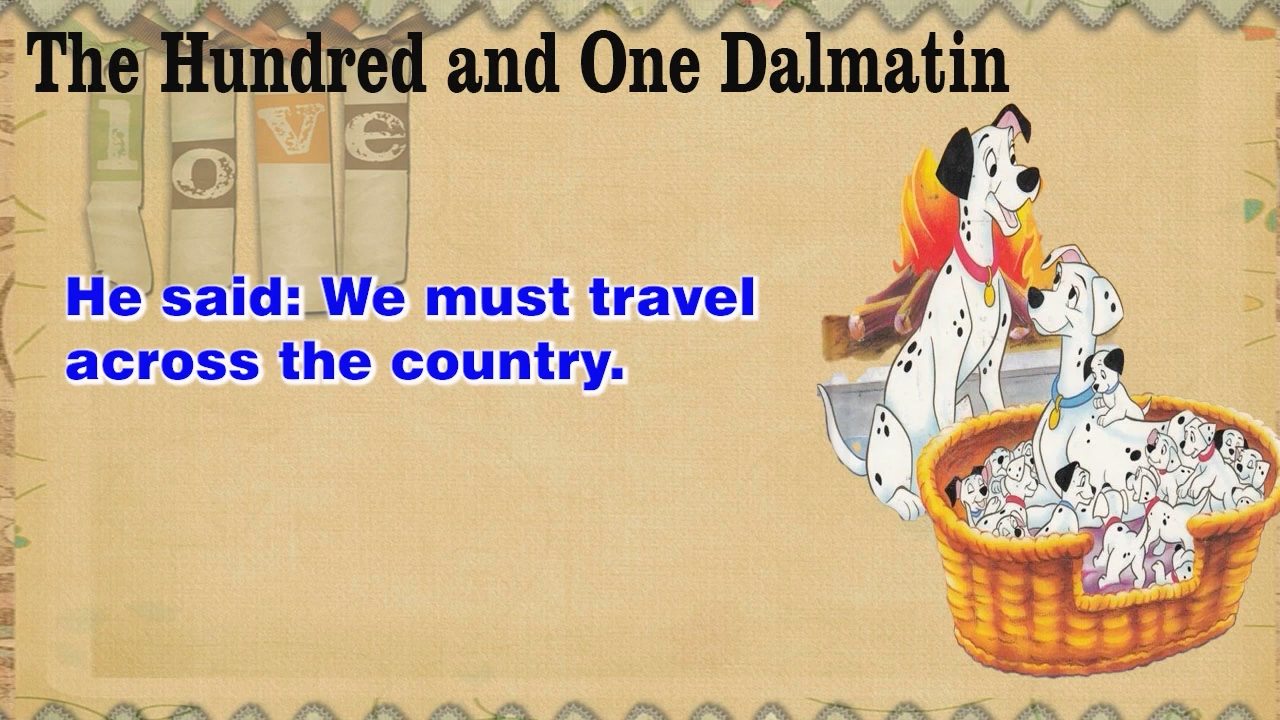 The Hundred and One Dalmatin
love
He said: We must travel
across the country.